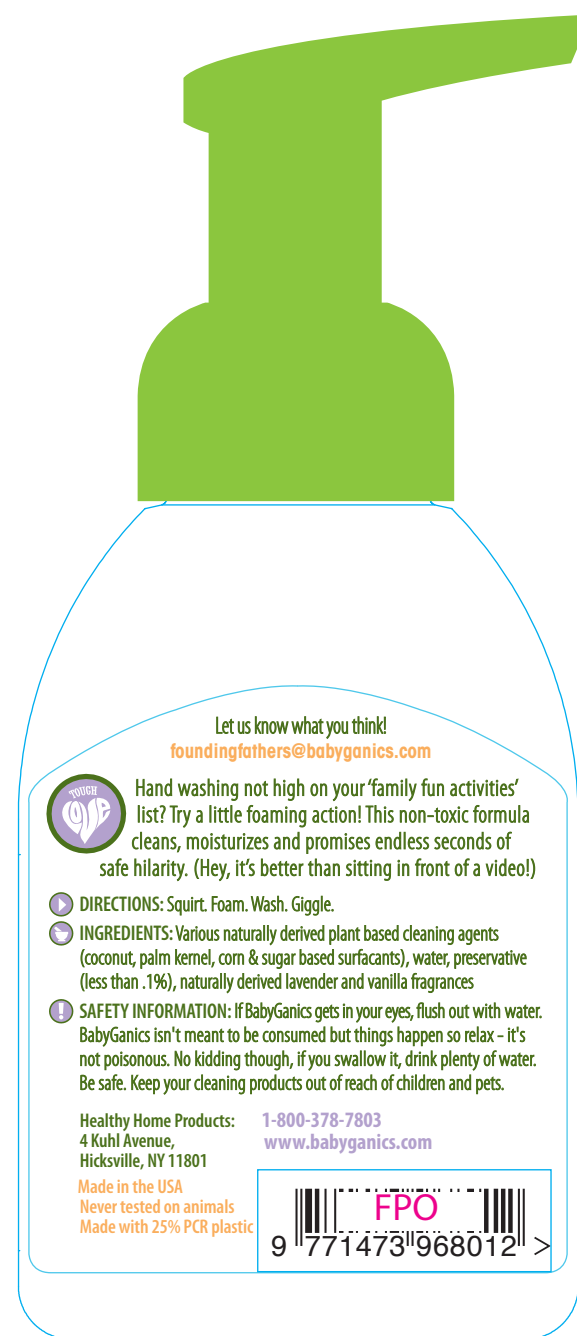 Let us know what you think!
foundingfathers@babyganics.com
TOUGH
LOVE
Hand washing not high on your ‘family fun activities’
list? Try a little foaming action! This non-toxic formula
cleans, moisturizes and promises endless seconds of
safe hilarity. (Hey, it’s better than sitting in front of a video!)
DIRECTIONS: Squirt. Foam. Wash. Giggle.
INGREDIENTS: Various naturally derived plant based cleaning agents
(coconut, palm kernel, corn & sugar based surfacants), water, preservative
(less than .1%), naturally derived lavender and vanilla fragrances
! SAFETY INFORMATION: If BabyGanics gets in your eyes, flush out with water.
BabyGanics isn't meant to be consumed but things happen so relax - it's
not poisonous. No kidding though, if you swallow it, drink plenty of water.
Be safe. Keep your cleaning products out of reach of children and pets.
Healthy Home Products:
4 Kuhl Avenue,
Hicksville, NY 11801
1-800-378-7803
www.babyganics.com
Made in the USA
Never tested on animals
Made with 25% PCR plastic
FPO
9 771473 968012 >